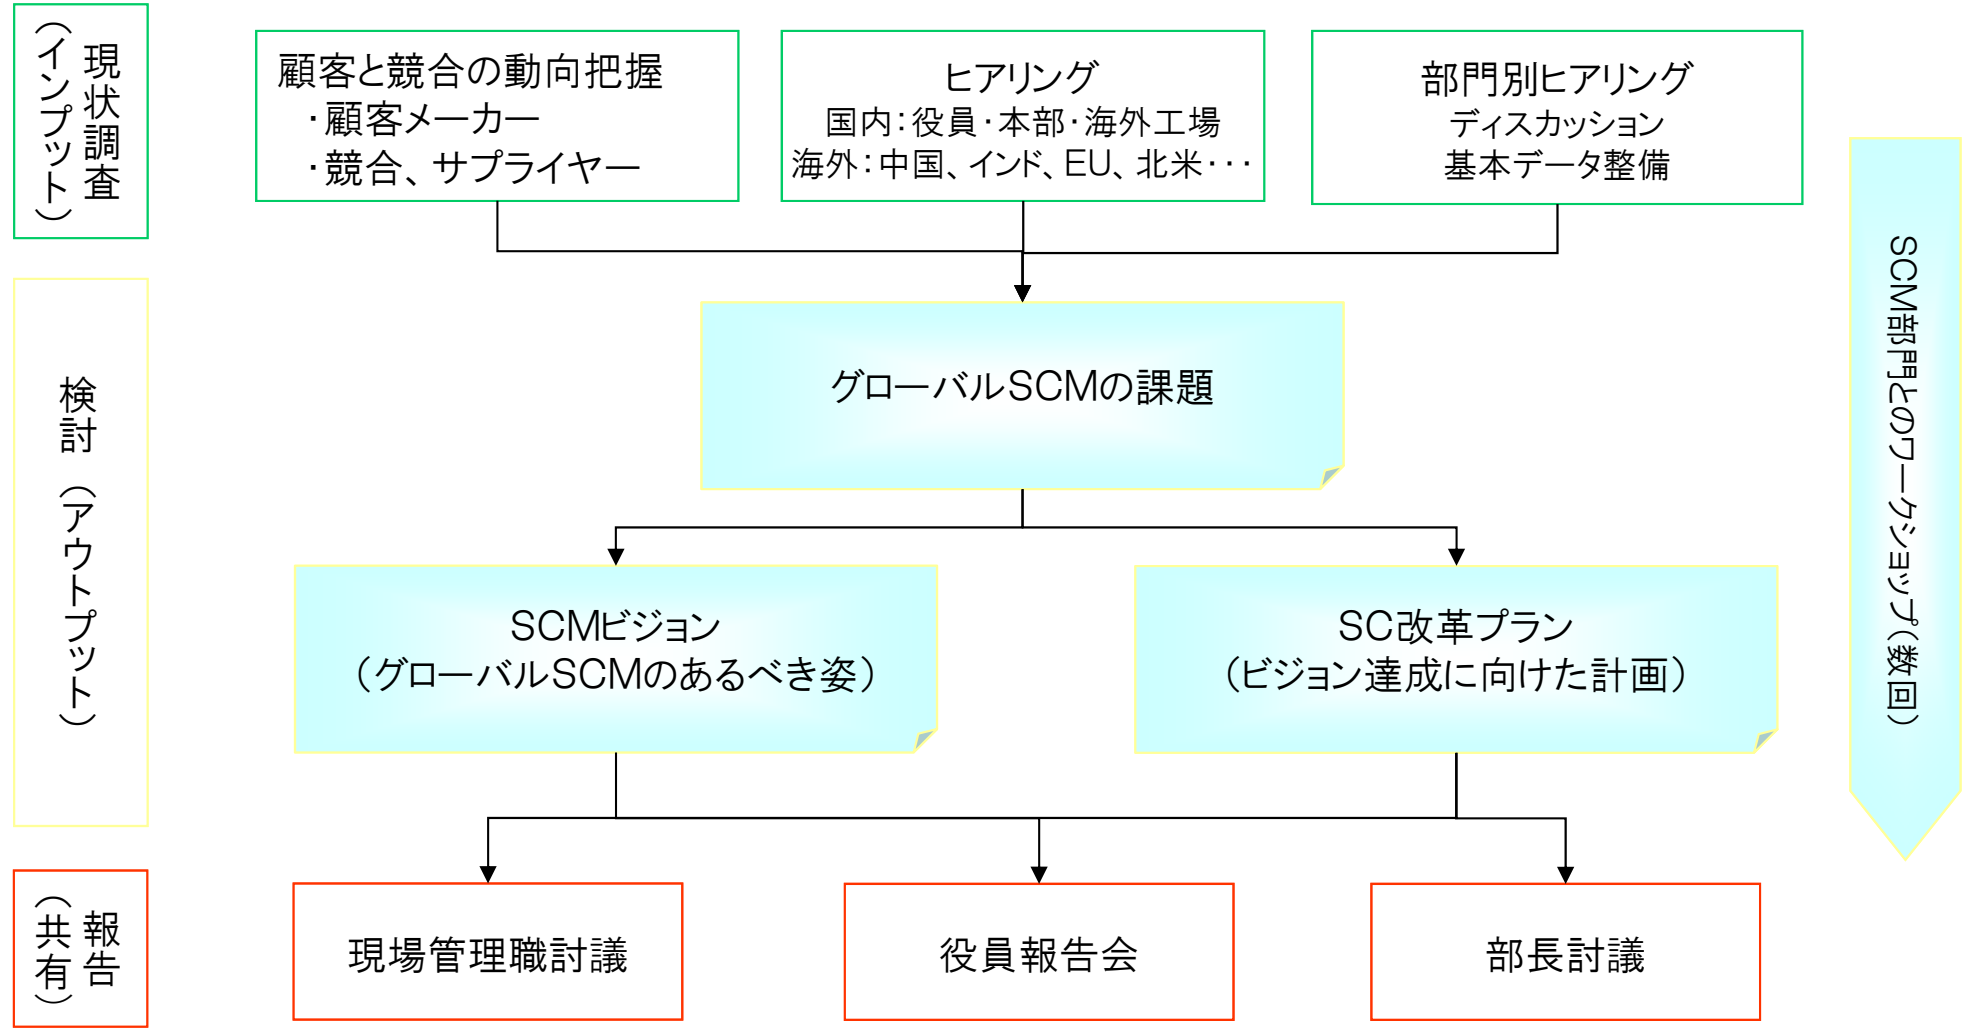 現状調査
（インプット）
顧客と競合の動向把握
・顧客メーカー
・競合、サプライヤー
ヒアリング
国内：役員・本部・海外工場
海外：中国、インド、EU、北米・・・
部門別ヒアリング
ディスカッション
基本データ整備
検討（アウトプット）
グローバルSCMの課題
SCMビジョン
（グローバルSCMのあるべき姿）
SC改革プラン
（ビジョン達成に向けた計画）
SCM部門とのワークショップ（数回）
報告
（共有）
現場管理職討議
役員報告会
部長討議